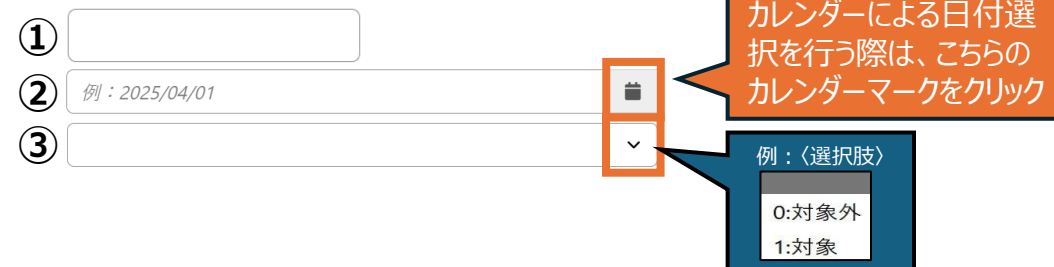 ①
カレンダーによる日付選
択を行う際は、こちらの
カレンダーマークをクリック
② 例：2025/04/01
③
例：〈選択肢〉
0:対象外
1:対象